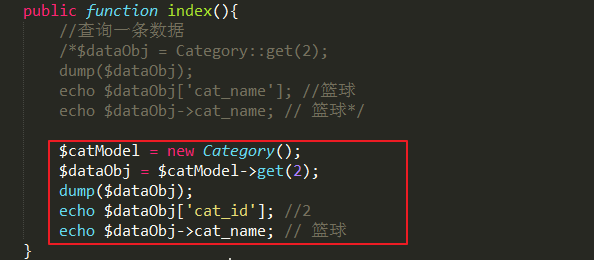 public function index(){
//查询一条数据
/*$dataObj = Category::get(2);
dump($dataObj);
echo $dataObj['cat_name']; //篮球
echo $dataObj->cat_name; // 篮球*/
$catModel = new Category();
$dataObj = $catModel->get(2);
dump($dataObj);
echo $dataObj['cat_id']; //2
echo $dataObj->cat_name; // 篮球
}